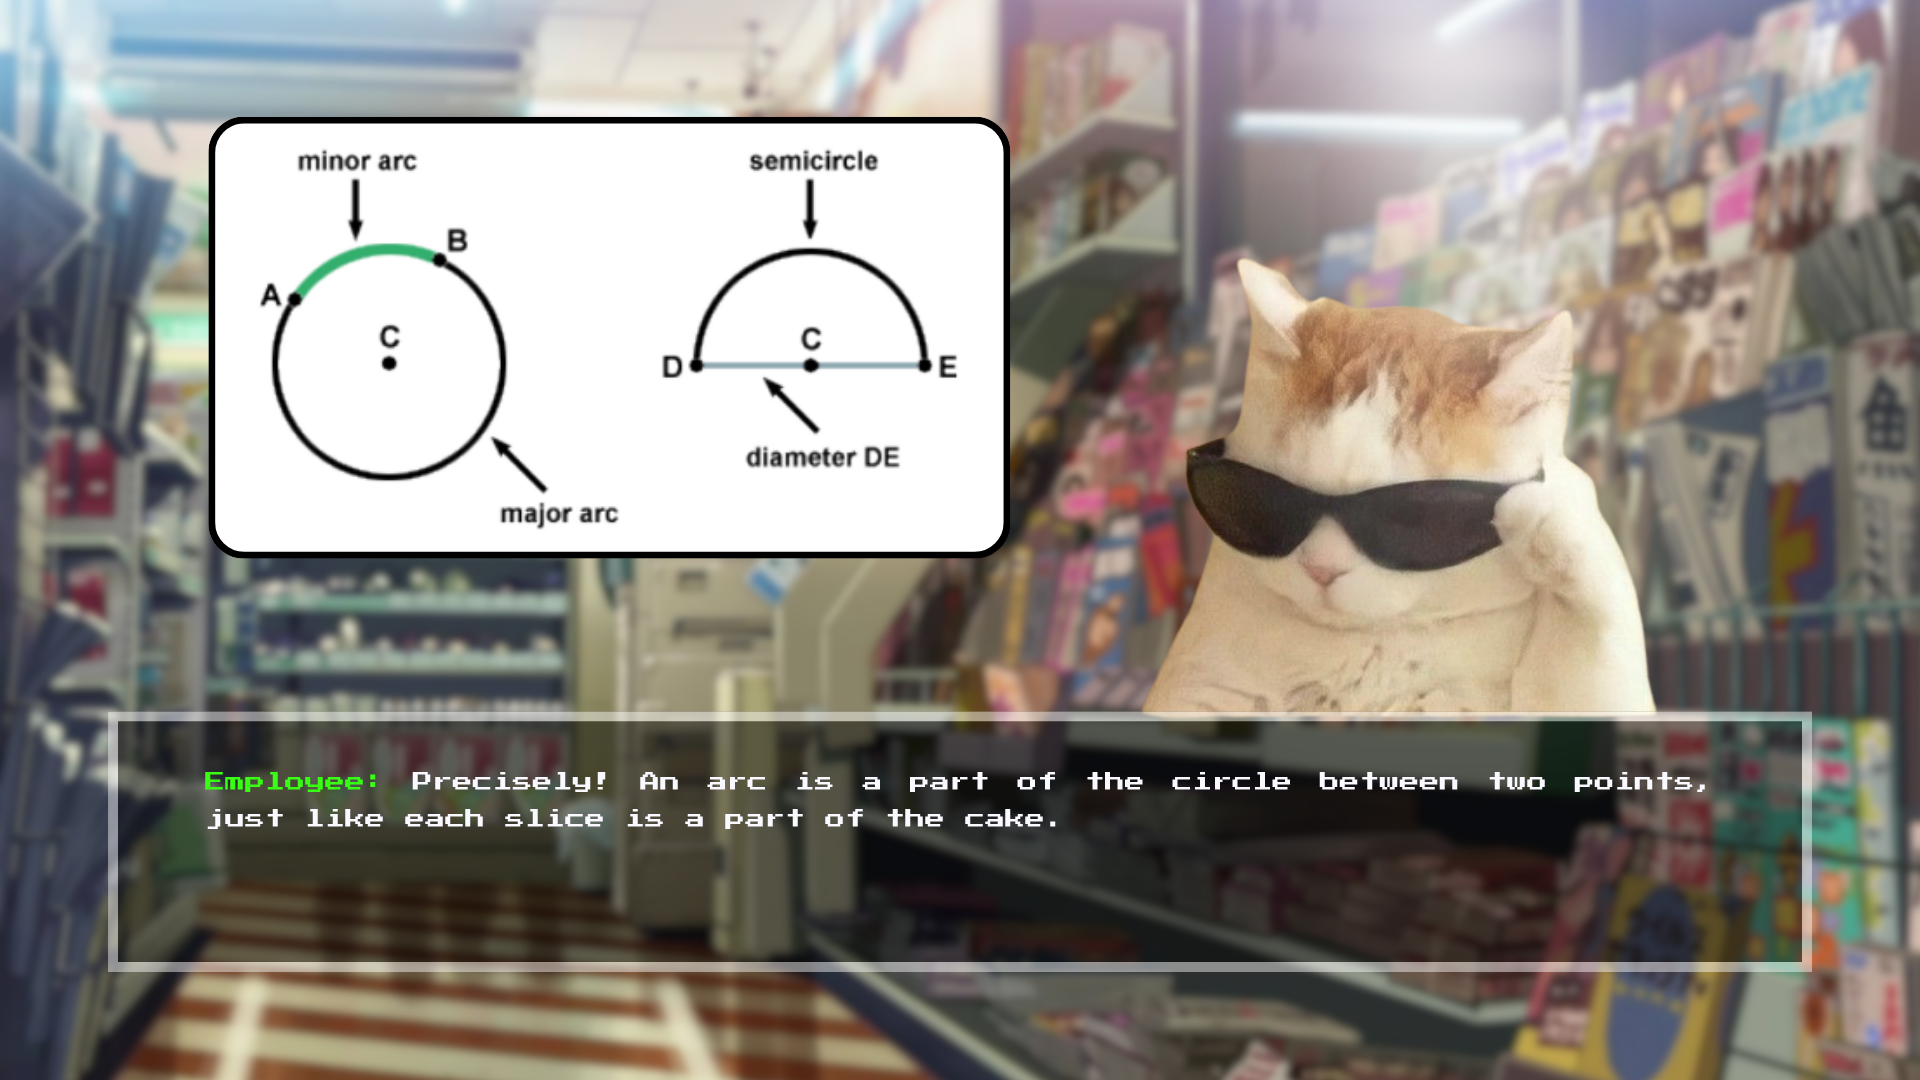 minor arc
semicircle
B
A
C
C
D
E
diameter DE
major arc
Employee: Precisely! An arc is a part of the circle between two points,
just like each slice is a part of the cake.